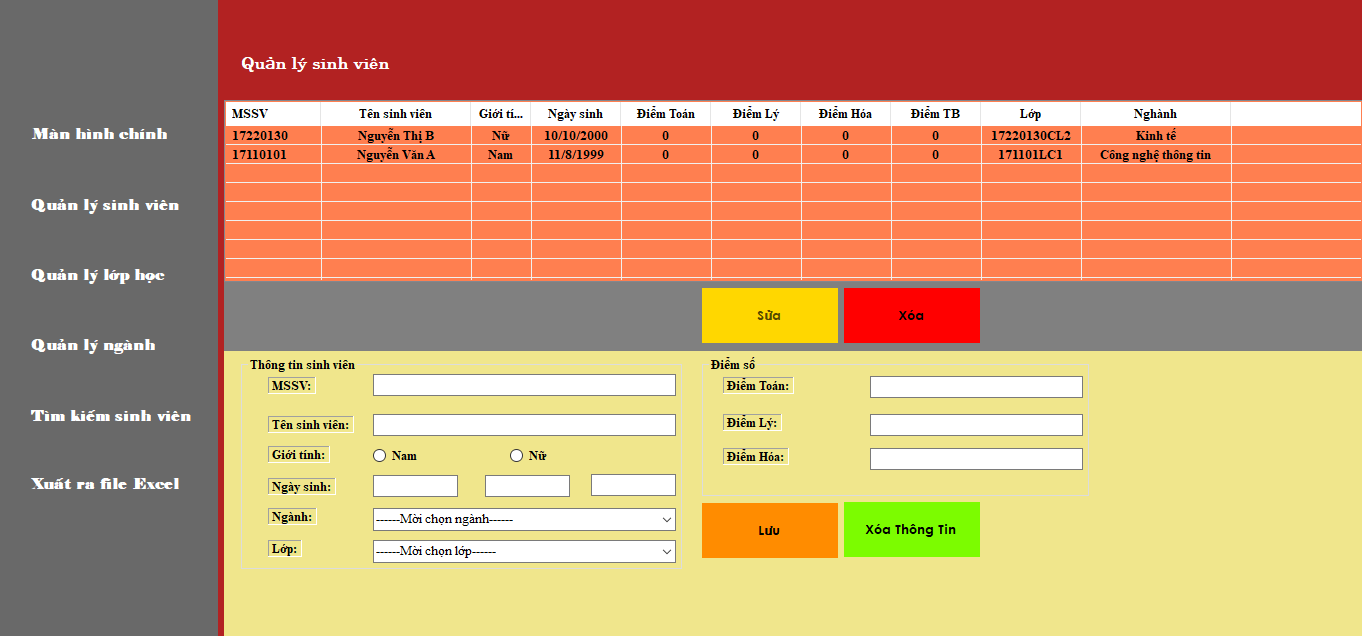 Quản lý sinh viên
Màn hình chính
Quản lý sinh viên
Quản lý lớp học
Quản lý ngành
Tìm kiếm sinh viên
Xuất ra file Excel
MSSV Tên sinh viên Giới tí... Ngày sinh Điểm Toán Điểm Lý Điểm Hóa Điểm TB Lớp Nghành
17220130 Nguyễn Thị B Nữ 10/10/2000 0 0 0 0 17220130CL2 Kinh tế
17110101 Nguyễn Văn A Nam 11/8/1999 0 0 0 0 171101LC1 Công nghệ thông tin
Sữa Xóa
Thông tin sinh viên
MSSV:
Tên sinh viên:
Giới tính: Nam Nữ
Ngày sinh:
Ngành: ------Mời chọn ngành------
Lớp: ------Mời chọn lớp------
Điểm số
Điểm Toán:
Điểm Lý:
Điểm Hóa:
Lưu Xóa Thông Tin